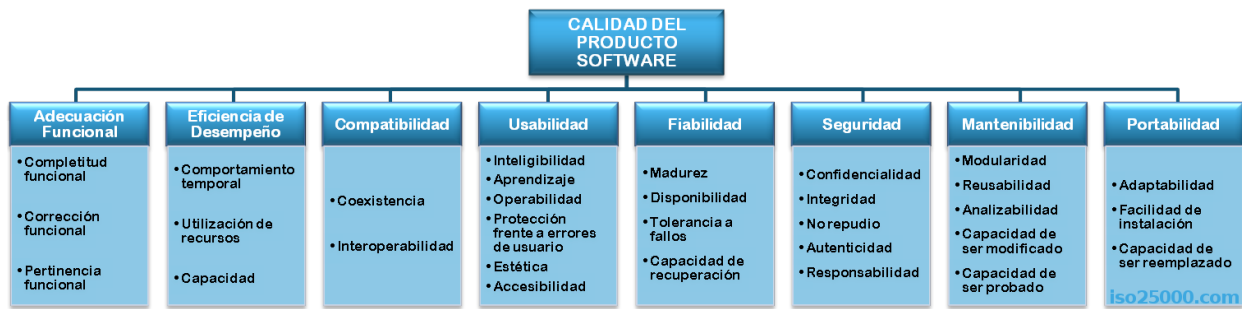 CALIDAD DEL
PRODUCTO
SOFTWARE
Adecuación
Funcional
•Completitud
funcional
•Corrección
funcional
•Pertinencia
funcional
Eficiencia de
Desempeño
•Comportamiento
temporal
•Utilización de
recursos
•Capacidad
Compatibilidad
•Coexistencia
•Interoperabilidad
Usabilidad
•Inteligibilidad
•Aprendizaje
•Operabilidad
•Protección
frente a errores
de usuario
•Estética
•Accesibilidad
Fiabilidad
•Madurez
•Disponibilidad
•Tolerancia a
fallos
•Capacidad de
recuperación
Seguridad
•Confidencialidad
•Integridad
•No repudio
•Autenticidad
•Responsabilidad
Mantenibilidad
•Modularidad
•Reusabilidad
•Analizabilidad
•Capacidad de
ser modificado
•Capacidad de
ser probado
Portabilidad
•Adaptabilidad
•Facilidad de
instalación
•Capacidad de
ser reemplazado
iso25000.com